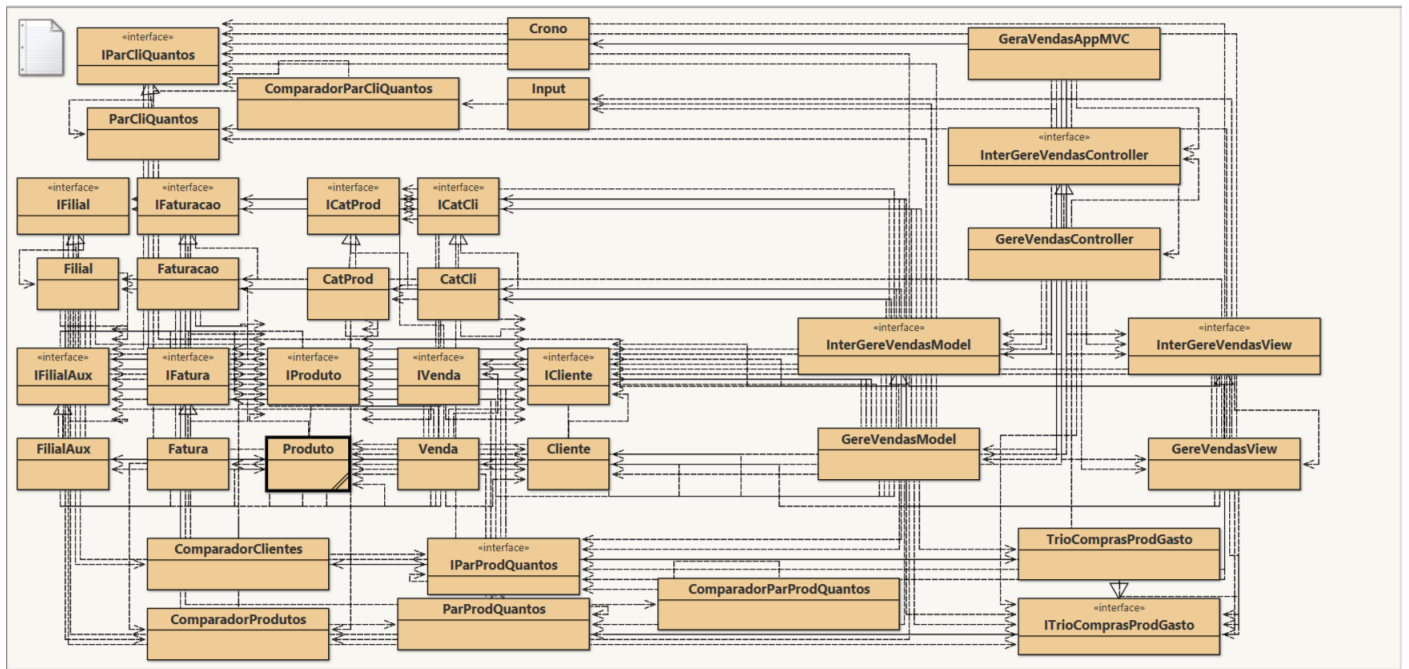 «interface»
IParCliQuantos
Crono
GeraVendasAppMVC
ComparadorParCliQuantos
Input
ParCliQuantos
«interface»
InterGereVendasController
«interface»
IFilial
«interface»
IFaturacao
«interface»
ICatProd
«interface»
ICatCli
GereVendasController
Filial
Faturacao
CatProd
CatCli
«interface»
InterGereVendasModel
«interface»
InterGereVendasView
«interface»
IFilialAux
«interface»
IFatura
«interface»
IProduto
«interface»
IVenda
«interface»
ICliente
FilialAux
Fatura
Produto
Venda
Cliente
GereVendasModel
GereVendasView
ComparadorClientes
«interface»
IParProdQuantos
TrioComprasProdGasto
ComparadorParProdQuantos
ComparadorProdutos
ParProdQuantos
«interface»
ITrioComprasProdGasto